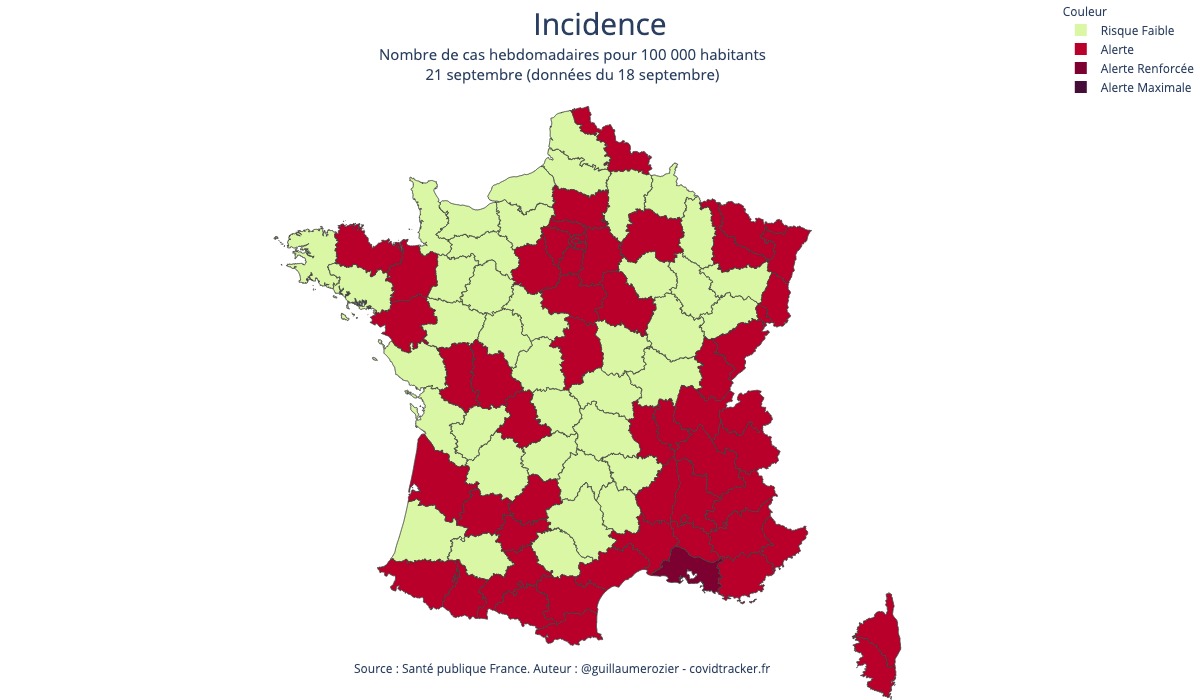 Incidence
Nombre de cas hebdomadaires pour 100 000 habitants
21 septembre (données du 18 septembre)
Couleur
Risque Faible
Alerte
Alerte Renforcée
Alerte Maximale
Source : Santé publique France. Auteur : @guillaumerozier - covidtracker.fr